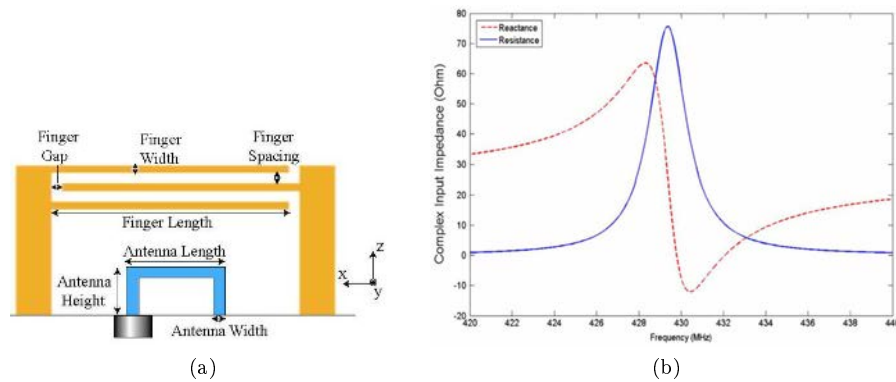 Finger
Gap
Finger
Width
Finger
Spacing
Finger Length
Antenna Length
Antenna
Height
Antenna Width
x
z
y
(a)
Reactance
Resistance
Complex Input Impedance (Ohm)
80
70
60
50
40
30
20
10
0
-10
-20
420 422 424 426 428 430 432 434 436 438 440
Frequency (MHz)
(b)